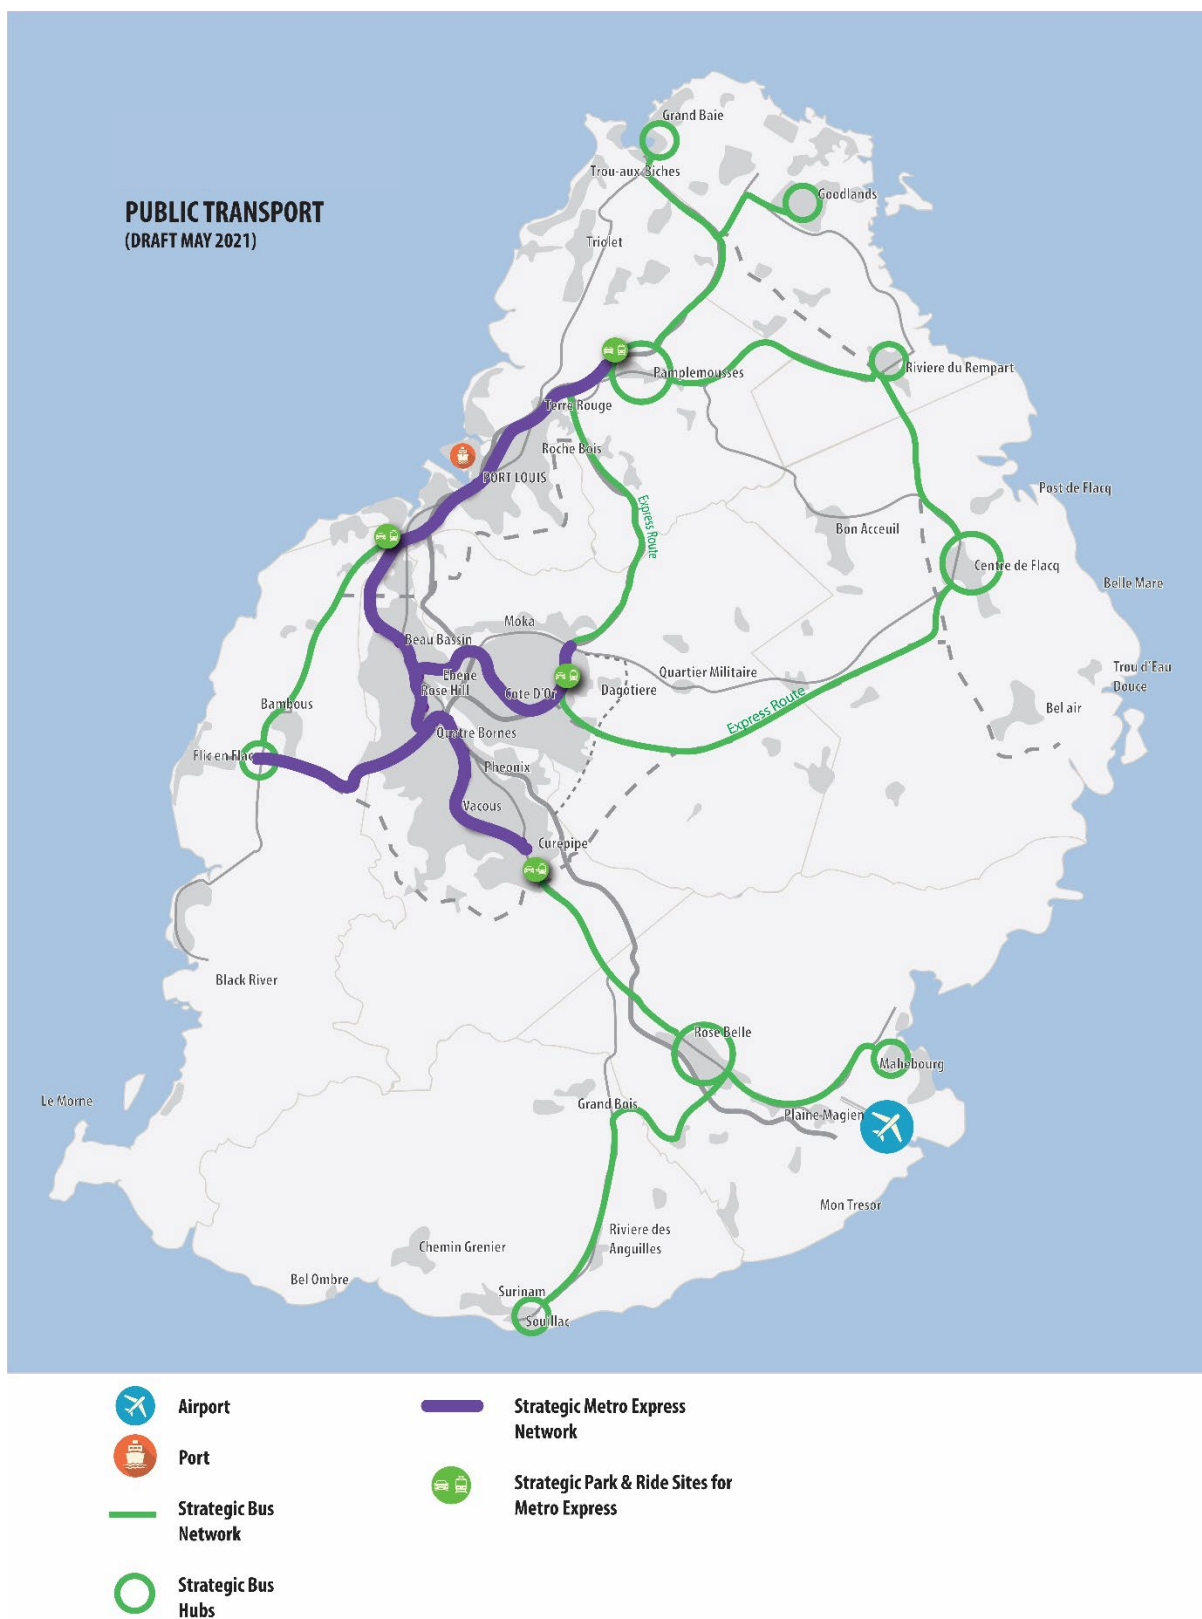 PUBLIC TRANSPORT
(DRAFT MAY 2021)
Grand Baie
Trou-aux-Biches
Goodlands
Triolet
Pamplemousses
Riviere du Rempart
Terre Rouge
Roche Bois
PORT LOUIS
Post de Flacq
Express Route
Bon Acceuil
Centre de Flacq
Belle Mare
Moka
Beau Bassin
Ebene
Rose Hill
Cote D'Or
Dagotiere
Quartier Militaire
Trou d'Eau
Douce
Bel air
Bambous
Express Route
Quatre Bornes
Flic en Flac
Pheonix
Vacous
Curepipe
Black River
Rose Belle
Mahebourg
Le Morne
Grand Bois
Plaine Magien
Mon Tresor
Riviere des
Anguilles
Chemin Grenier
Bel Ombre
Surinam
Souillac
Airport
Port
Strategic Bus
Network
Strategic Bus
Hubs
Strategic Metro Express
Network
Strategic Park & Ride Sites for
Metro Express